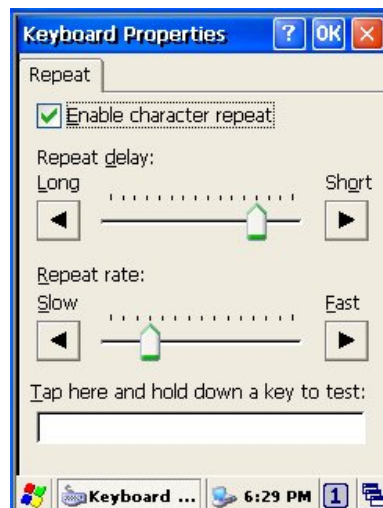 Keyboard Properties ? OK
Repeat
Enable character repeat
Repeat delay:
Long Short
Repeat rate:
Slow Fast
Tap here and hold down a key to test:
Keyboard ... 6:29 PM 1